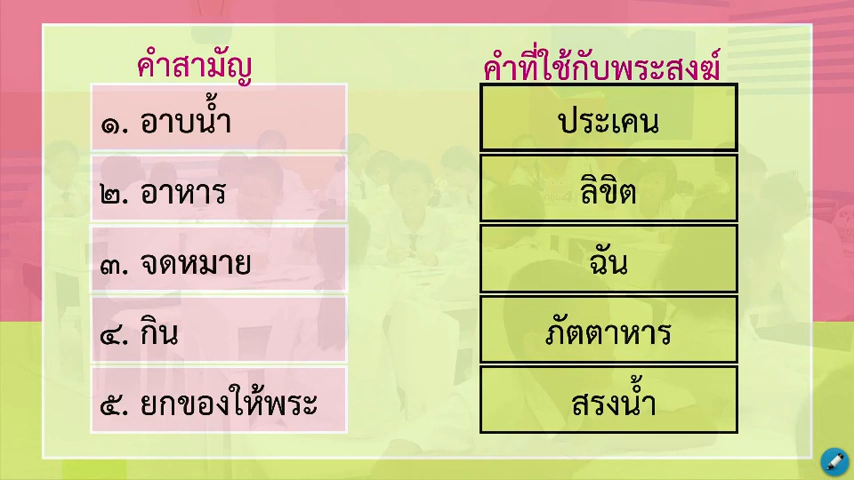 คำสามัญ
คำที่ใช้กับพระสงฆ์
๑. อาบน้ำ
ประเคน
๒. อาหาร
ลิขิต
๓. จดหมาย
ฉัน
๔. กิน
ภัตตาหาร
๕. ยกของให้พระ
สรงน้ำ